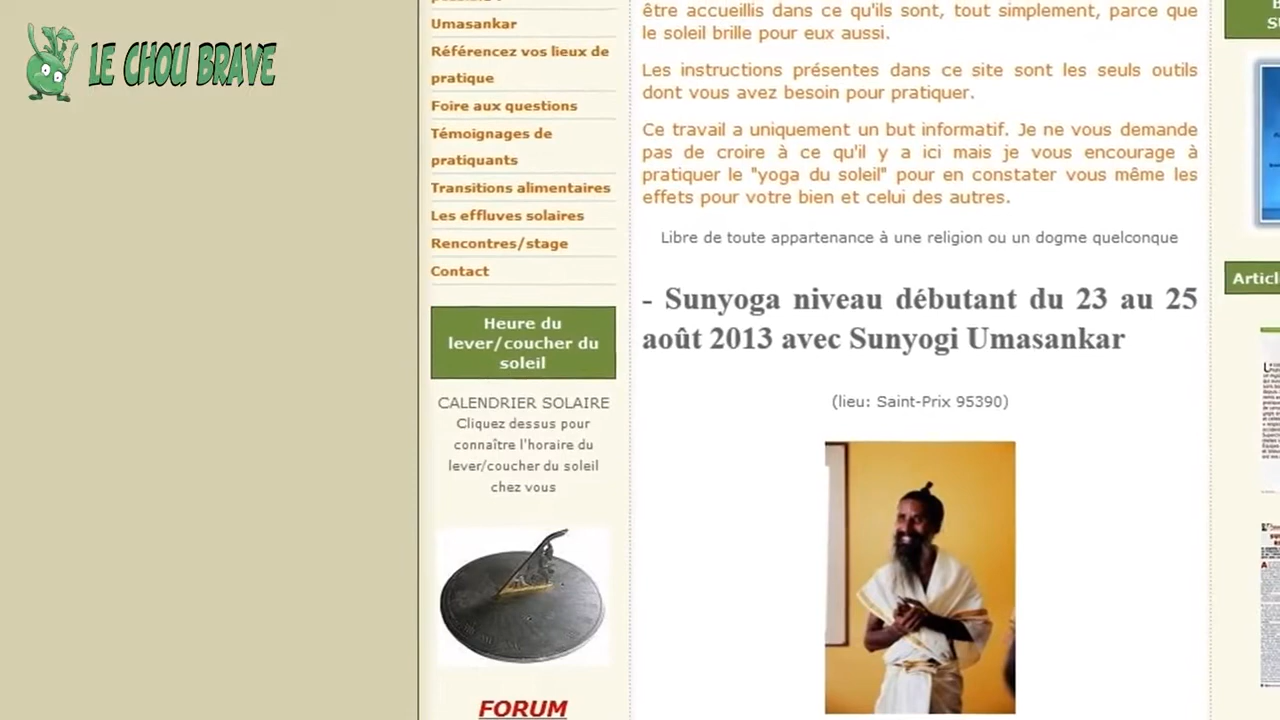 LE CHOU BRAVE
Umasankar
Référencez vos lieux de
pratique
Foire aux questions
Témoignages de
pratiquants
Transitions alimentaires
Les effluves solaires
Rencontres/stage
Contact
Heure du
lever/coucher du
soleil
CALENDRIER SOLAIRE
Cliquez dessus pour
connaître l'horaire du
lever/coucher du soleil
chez vous
FORUM
être accueillis dans ce qu'ils sont, tout simplement, parce que
le soleil brille pour eux aussi.
Les instructions présentes dans ce site sont les seuls outils
dont vous avez besoin pour pratiquer.
Ce travail a uniquement un but informatif. Je ne vous demande
pas de croire à ce qu'il y a ici mais je vous encourage à
pratiquer le "yoga du soleil" pour en constater vous même les
effets pour votre bien et celui des autres.
Libre de toute appartenance à une religion ou un dogme quelconque
- Sunyoga niveau débutant du 23 au 25
août 2013 avec Sunyogi Umasankar
(lieu: Saint-Prix 95390)